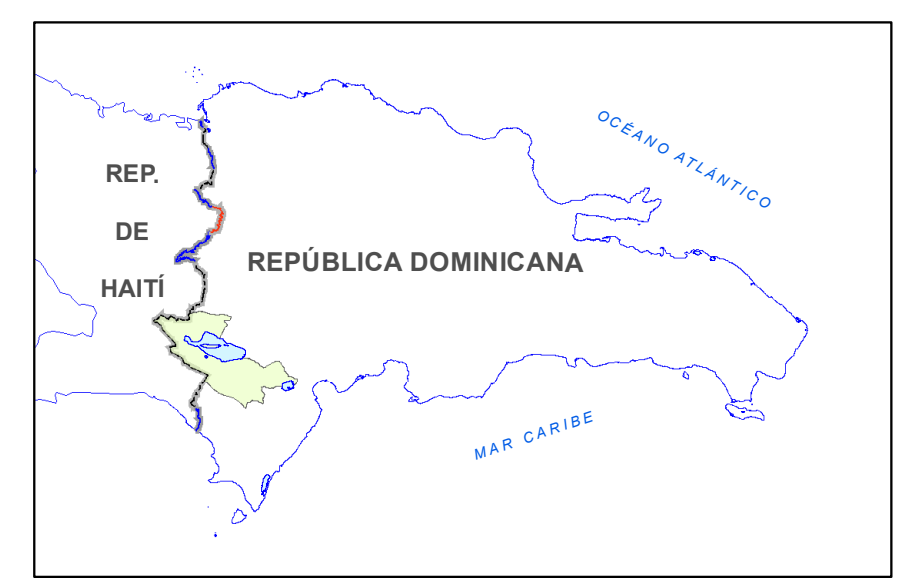 OCÉANO ATLÁNTICO
REP.
DE
HAITÍ
REPÚBLICA DOMINICANA
MAR CARIBE